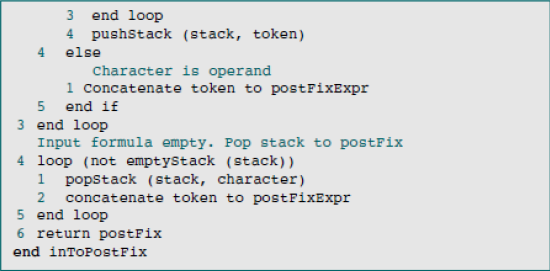 3 end loop
4 pushStack (stack, token)
4 else
Character is operand
1 Concatenate token to postFixExpr
5 end if
3 end loop
Input formula empty. Pop stack to postFix
4 loop (not emptyStack (stack))
1 popStack (stack, character)
2 concatenate token to postFixExpr
5 end loop
6 return postFix
end inToPostFix